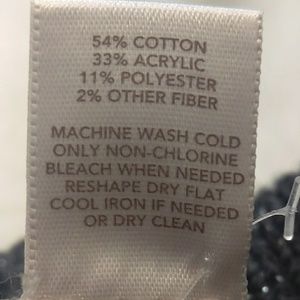 54% COTTON
33% ACRYLIC
11% POLYESTER
2% OTHER FIBER
MACHINE WASH COLD
ONLY NON-CHLORINE
BLEACH WHEN NEEDED
RESHAPE DRY FLAT
COOL IRON IF NEEDED
OR DRY CLEAN